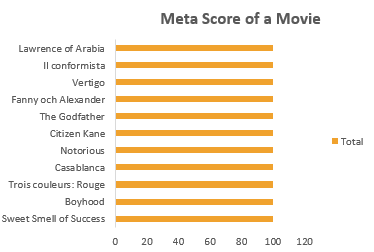 Meta Score of a Movie
Lawrence of Arabia
Il conformista
Vertigo
Fanny och Alexander
The Godfather
Citizen Kane
Notorious
Casablanca
Trois couleurs: Rouge
Boyhood
Sweet Smell of Success
Total
0 20 40 60 80 100 120